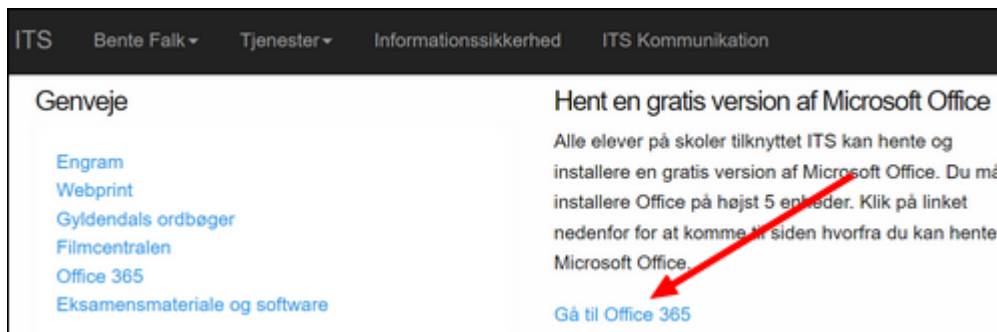 ITS Bente Falk Tjenester Informationssikkerhed ITS Kommunikation
Genveje
Engram
Webprint
Gyldendals ordbøger
Filmcentralen
Office 365
Eksamensmateriale og software
Hent en gratis version af Microsoft Office
Alle elever på skoler tilknyttet ITS kan hente og
installere en gratis version af Microsoft Office. Du må
installere Office på højst 5 enheder. Klik på linket
nedenfor for at komme til siden hvorfra du kan hente
Microsoft Office.
Gå til Office 365